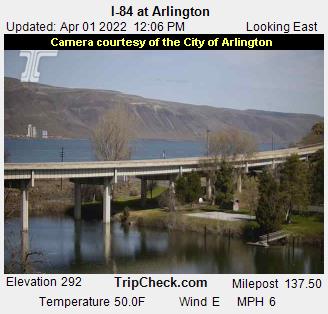 I-84 at Arlington
Updated: Apr 01 2022 12:06 PM Looking East
Camera courtesy of the City of Arlington
Elevation 292 TripCheck.com Milepost 137.50
Temperature 50.0F Wind E MPH 6